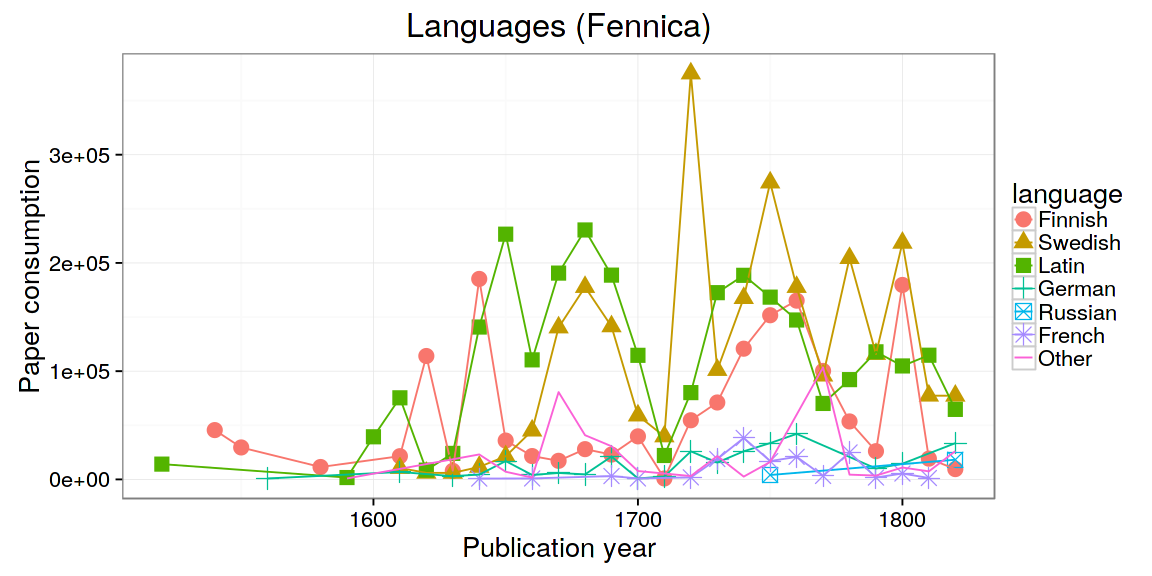 Languages (Fennica)
Paper consumption
3e+05
2e+05
1e+05
0e+00
1600
1700
1800
Publication year
language
Finnish
Swedish
Latin
German
Russian
French
Other